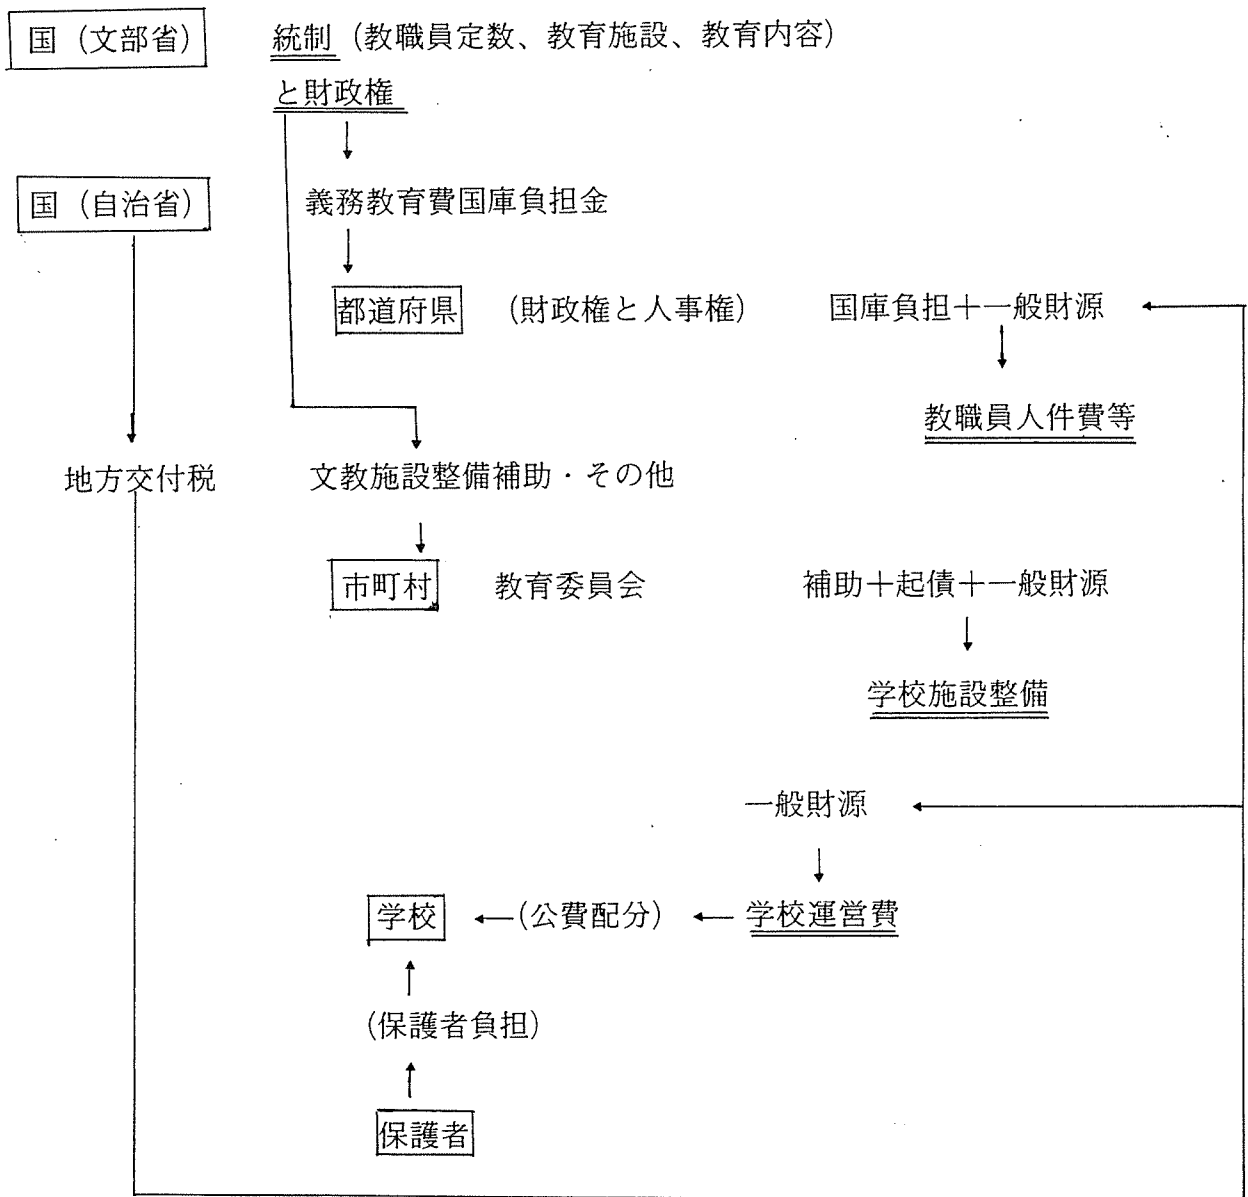 国（文部省） 統制（教職員定数、教育施設、教育内容）
と財政権
国（自治省） 義務教育費国庫負担金
都道府県 （財政権と人事権） 国庫負担＋一般財源
教職員人件費等
地方交付税 文教施設整備補助・その他
市町村 教育委員会 補助＋起債＋一般財源
学校施設整備
一般財源
学校 （公費配分） 学校運営費
（保護者負担）
保護者